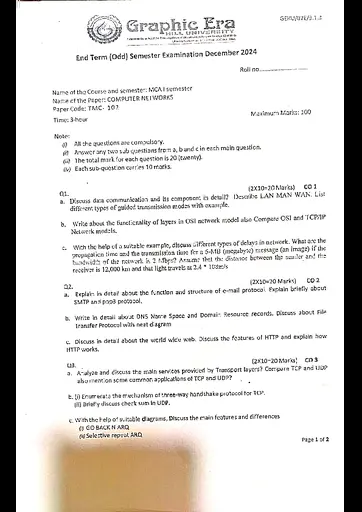 Graphic Era
HILL UNIVERSITY
End Term (Odd) Semester Examination December 2024
Roll no
Name of the Course and semester: MCA I semester
Name of the Paper: COMPUTER NETWORKS
Paper Code: TMC- 102
Time: 3-hour Maximum Marks: 100
Note:
(i) All the questions are compulsory.
(ii) Answer any two sub questions from a, b and c in each main question.
(iii) The total mark for each question is 20 (twenty).
(iv) Each sub-question carries 10 marks.
Q1. (2X10=20 Marks) CO 1
a. Discuss data communication and its component in detail? Describe LAN MAN WAN. List
different types of guided transmission modes with example.
b. Write about the functionality of layers in OSI network model also Compare OSI and TCP/IP
Network models.
c. With the help of a suitable example, discuss different types of delays in network. What are the
propagation time and the transmission time for a 5-MB (megabyte) message (an image) if the
bandwidth of the network is Mbps? Assume that the distance between the sender and the
receiver is 12,000 km and that light travels at 2.4 * 108m/s
Q2. (2X10=20 Marks) CO 2
a. Explain in detail about the function and structure of e-mail protocol. Explain briefly about
SMTP and pop3 protocol.
b. Write in detail about DNS Name Space and Domain Resource records. Discuss about File
transfer Protocol with neat diagram
c. Discuss in detail about the world wide web. Discuss the features of HTTP and explain how
HTTP works.
Q3. (2X10=20 Marks) CO 3
a. Analyze and discuss the main services provided by Transport layers? Compare TCP and UDP
also mention some common applications of TCP and UDP?
b. (i) Enumerate the mechanism of three-way handshake protocol for TCP.
(ii) Briefly discuss check sum in UDP.
c. With the help of suitable diagrams, Discuss the main features and differences
(i) GO BACK N ARQ
(ii) Selective repeat ARQ
Page 1 of 2